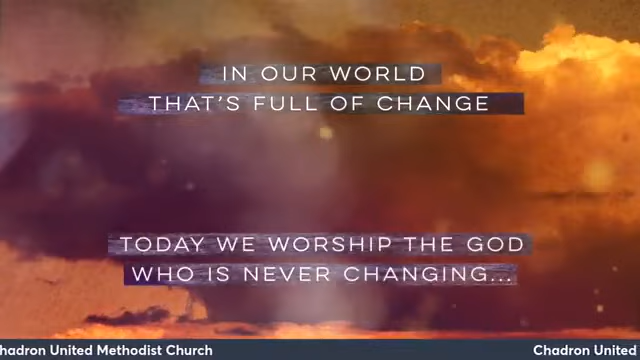 IN OUR WORLD
THAT'S FULL OF CHANGE
TODAY WE WORSHIP THE GOD
WHO IS NEVER CHANGING...
hadron United Methodist Church Chadron United